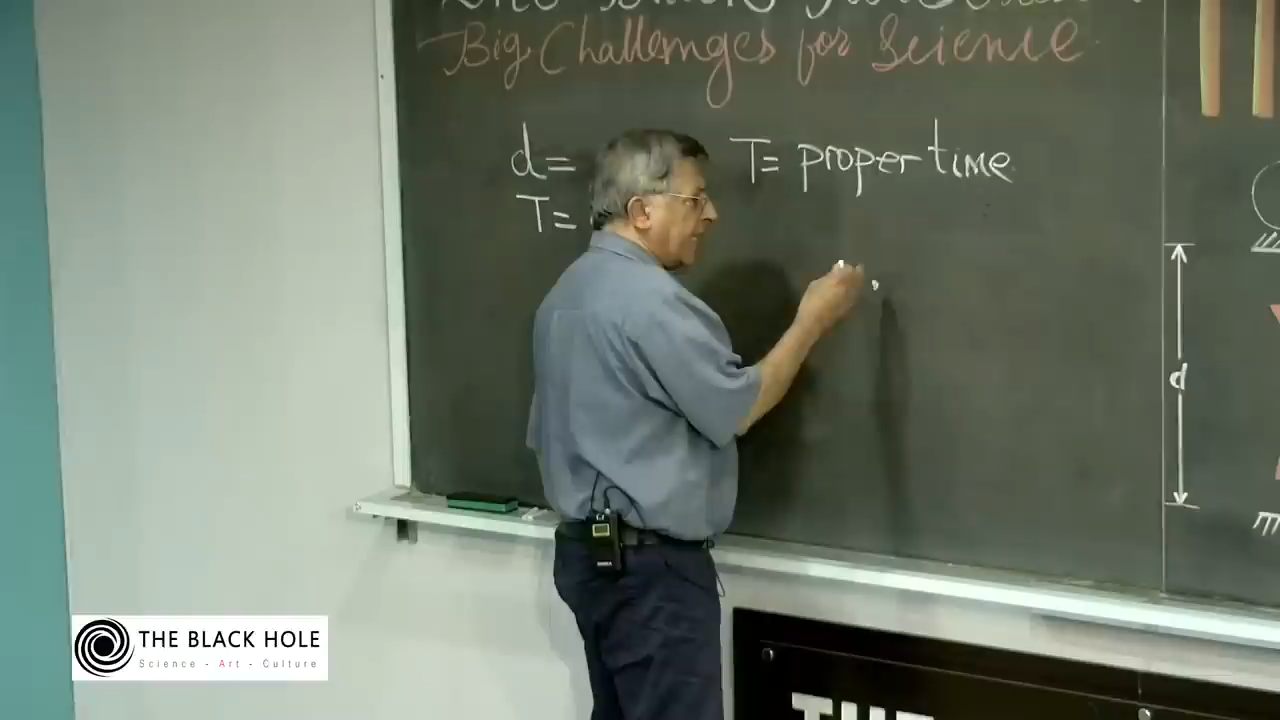 Big Challenges for Science
d= T= proper time
T=
d
THE BLACK HOLE
Science - Art - Culture